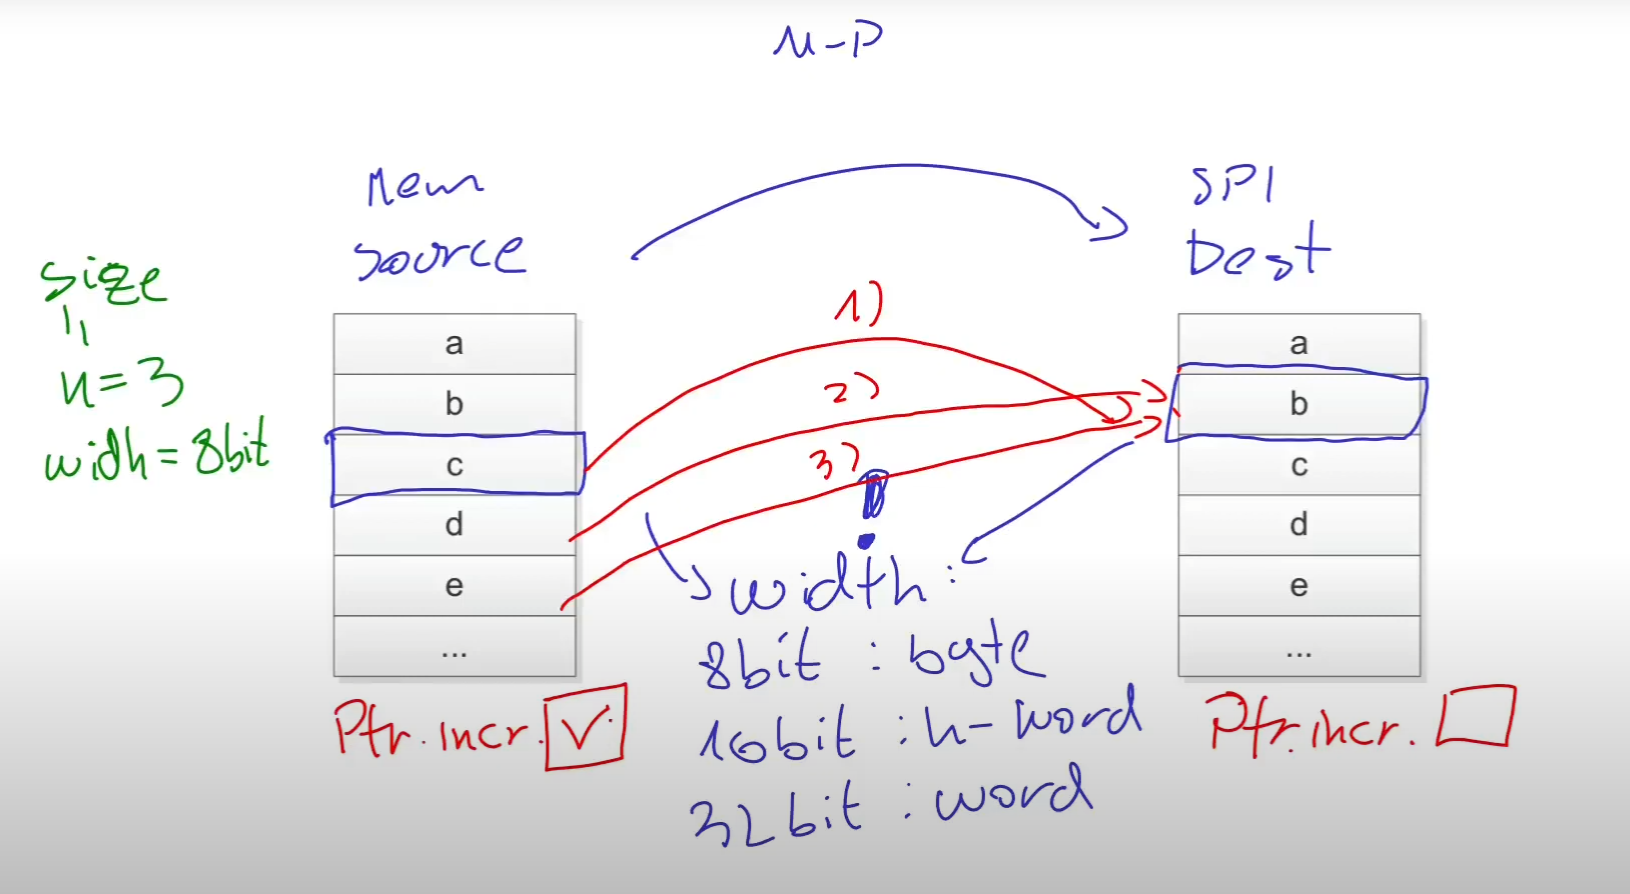 M-P
Mem
Source
SPI
Dest
size
n=3
widh=8bit
1)
2)
3)
a
b
c
d
e
...
a
b
c
d
e
...
width:
8bit : byte
16bit : h-word
32bit : word
Ptr.incr.
Ptr.incr.